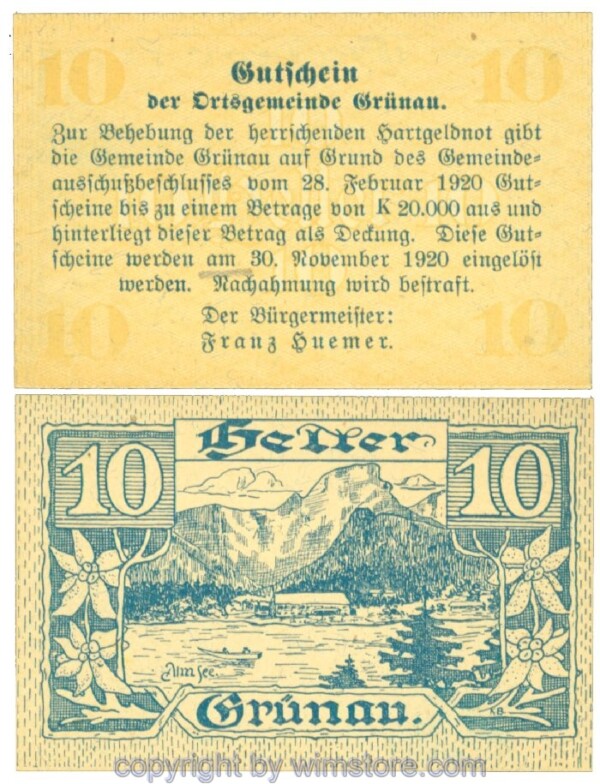 10 10
Gutschein
der Ortsgemeinde Grünau.
Zur Behebung der herrschenden Hartgeldnot gibt
die Gemeinde Grünau auf Grund des Gemeinde-
ausschußbeschlusses vom 28. Februar 1920 Gut-
scheine bis zu einem Betrage von K 20.000 aus und
hinterliegt dieser Betrag als Deckung. Diese Gut-
scheine werden am 30. November 1920 eingelöst
werden. Nachahmung wird bestraft.
Der Bürgermeister:
Franz Huemer.
10 10
Heller
10 10
Almsee.
Grünau.
copyright by wimstore.com